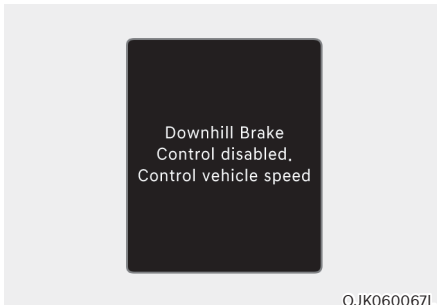 Downhill Brake
Control disabled.
Control vehicle speed
OJK060067L